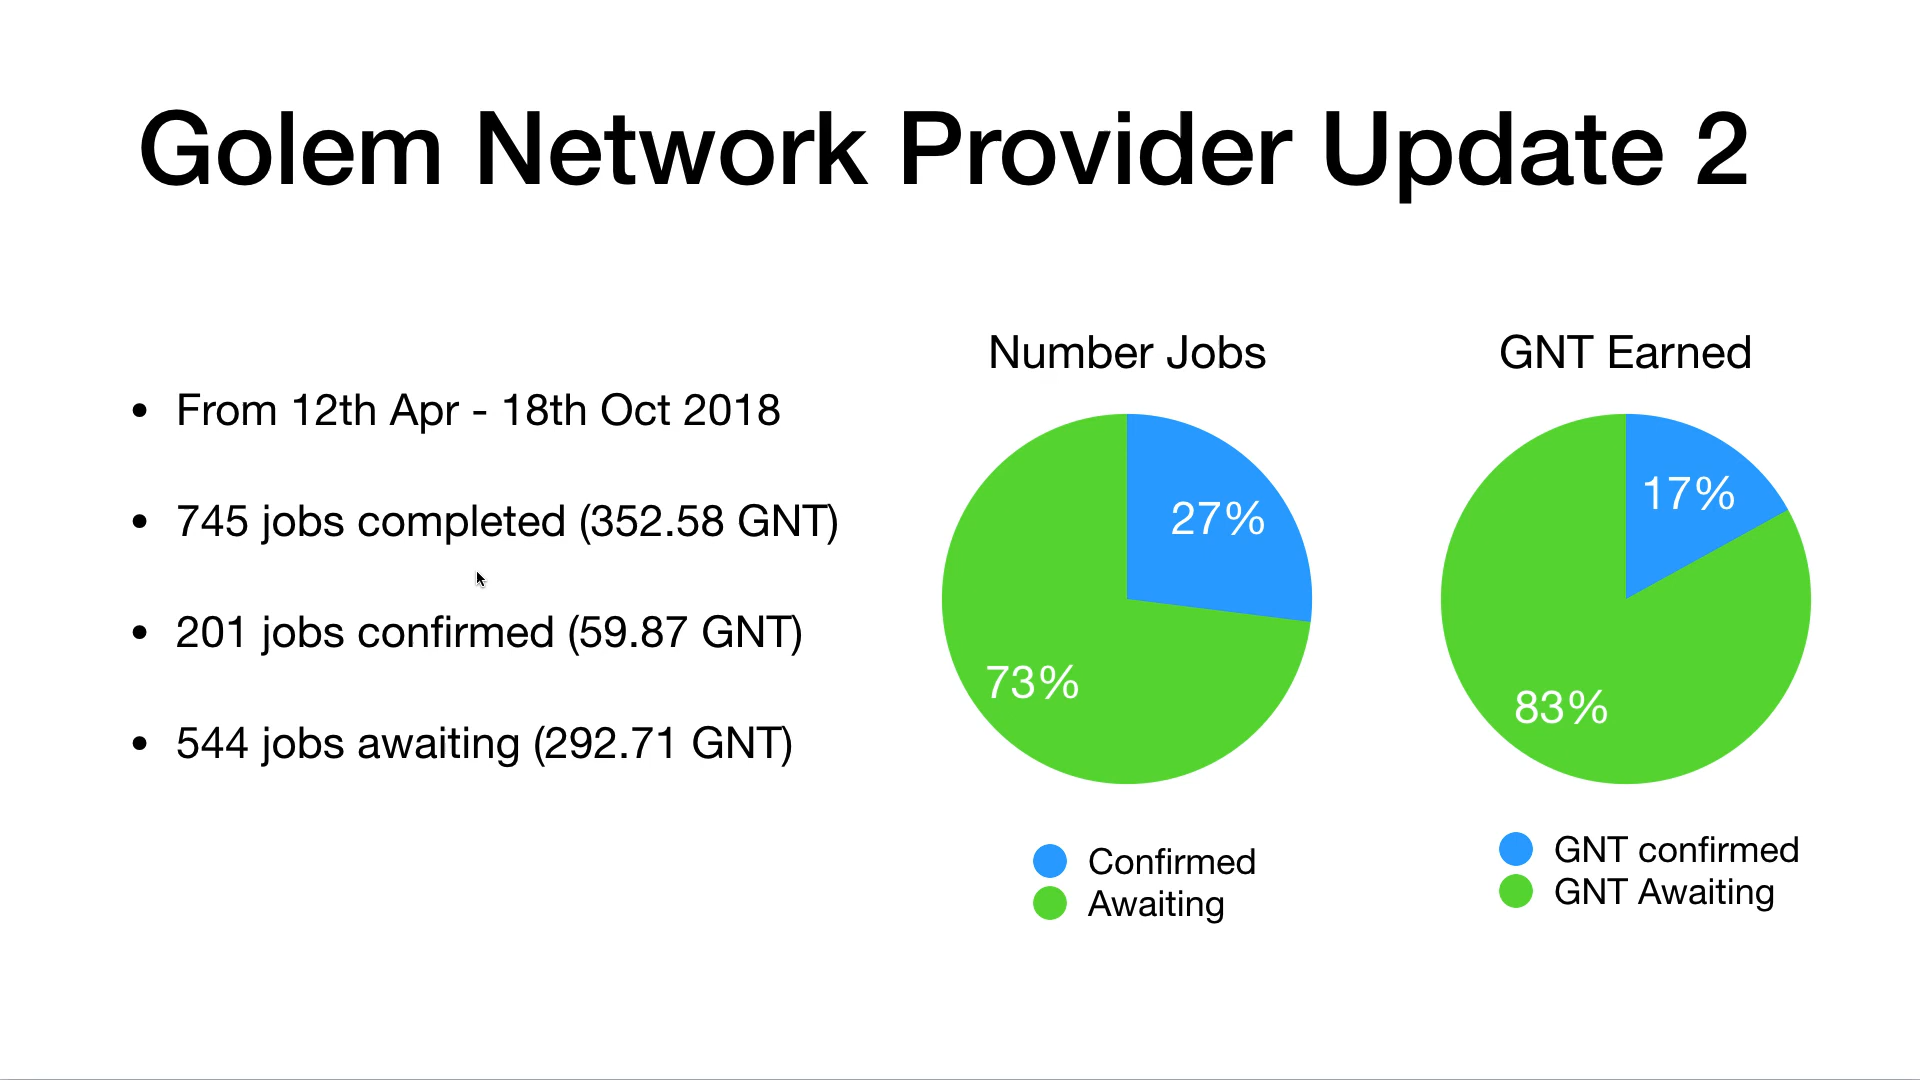 Golem Network Provider Update 2
• From 12th Apr - 18th Oct 2018
• 745 jobs completed (352.58 GNT)
• 201 jobs confirmed (59.87 GNT)
• 544 jobs awaiting (292.71 GNT)
Number Jobs
27%
73%
Confirmed
Awaiting
GNT Earned
17%
83%
GNT confirmed
GNT Awaiting